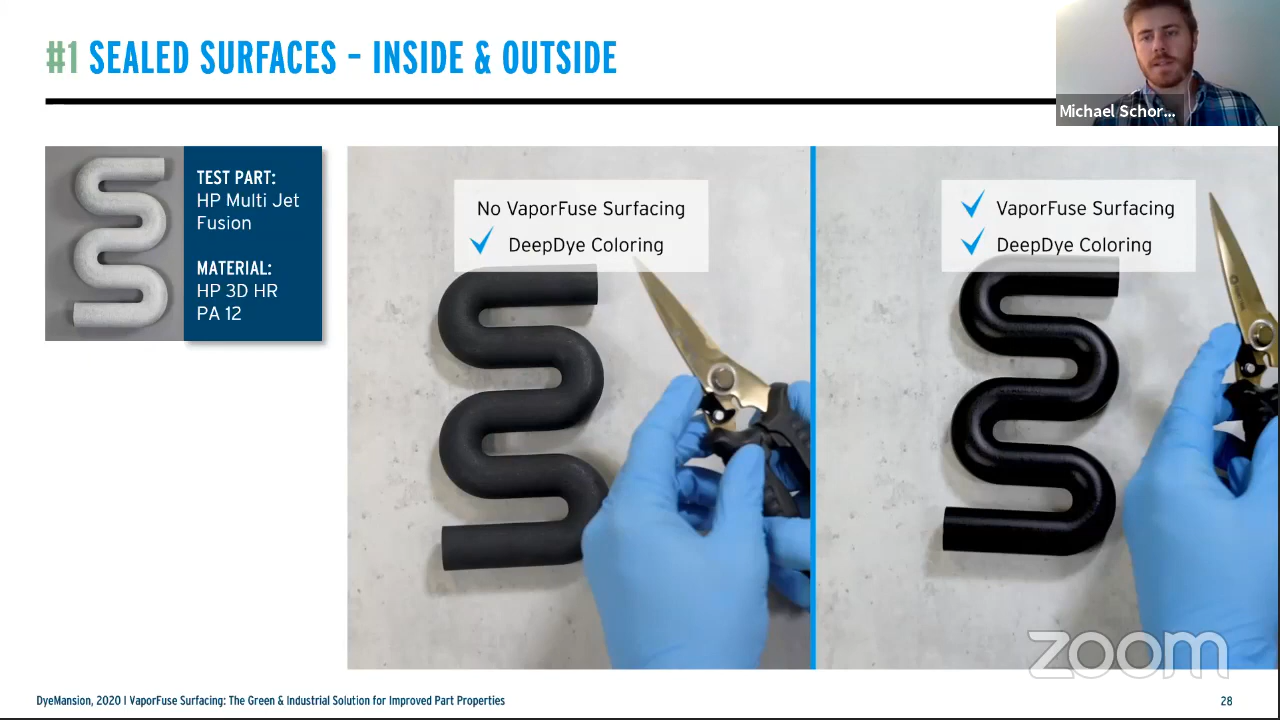 #1 SEALED SURFACES - INSIDE & OUTSIDE
Michael Schor...
TEST PART:
HP Multi Jet
Fusion
MATERIAL:
HP 3D HR
PA 12
No VaporFuse Surfacing
DeepDye Coloring
VaporFuse Surfacing
DeepDye Coloring
zoom
DyeMansion, 2020 I VaporFuse Surfacing: The Green & Industrial Solution for Improved Part Properties
28